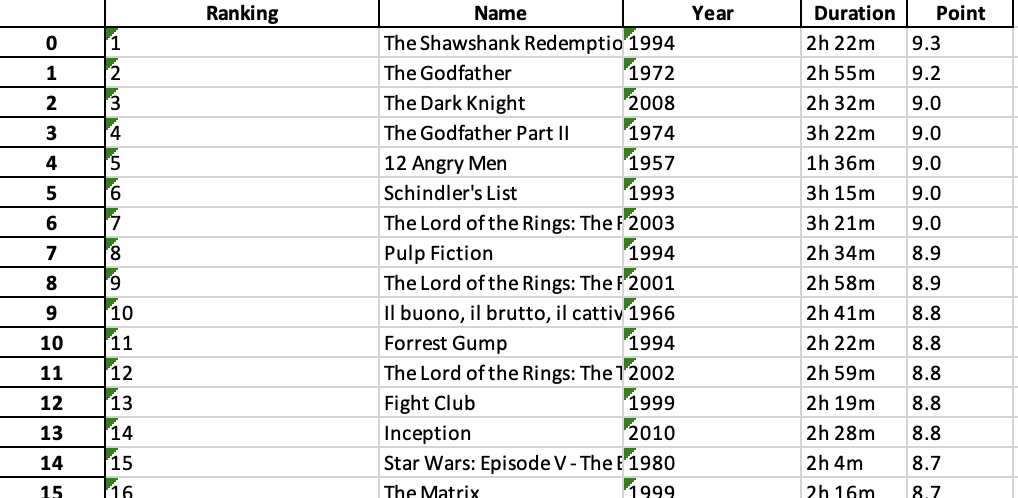 Ranking Name Year Duration Point
0 1 The Shawshank Redemptio 1994 2h 22m 9.3
1 2 The Godfather 1972 2h 55m 9.2
2 3 The Dark Knight 2008 2h 32m 9.0
3 4 The Godfather Part II 1974 3h 22m 9.0
4 5 12 Angry Men 1957 1h 36m 9.0
5 6 Schindler's List 1993 3h 15m 9.0
6 7 The Lord of the Rings: The 2003 3h 21m 9.0
7 8 Pulp Fiction 1994 2h 34m 8.9
8 9 The Lord of the Rings: The 2001 2h 58m 8.9
9 10 Il buono, il brutto, il cattiv 1966 2h 41m 8.8
10 11 Forrest Gump 1994 2h 22m 8.8
11 12 The Lord of the Rings: The 2002 2h 59m 8.8
12 13 Fight Club 1999 2h 19m 8.8
13 14 Inception 2010 2h 28m 8.8
14 15 Star Wars: Episode V - The 1980 2h 4m 8.7
15 16 The Matrix 1999 2h 16m 8.7